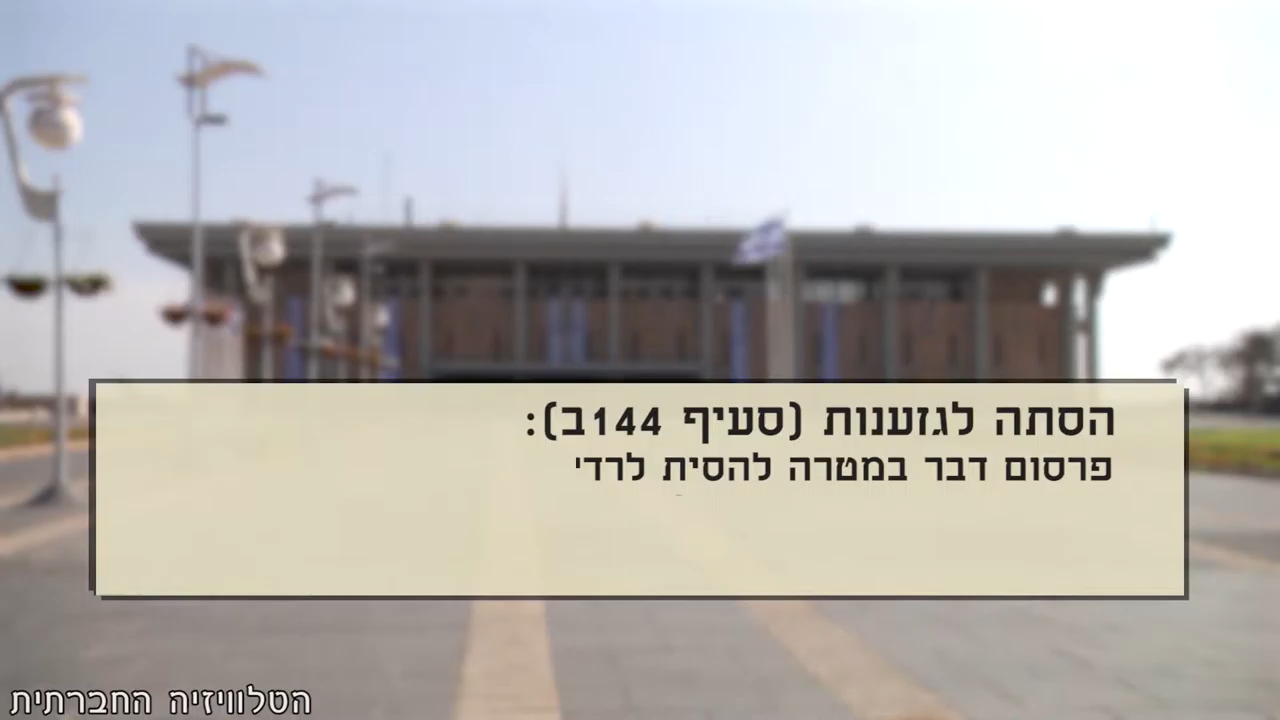 הסתה לגזענות (סעיף 144ב):
פרסום דבר במטרה להסית לרדי
הטלוויזיה החברתית